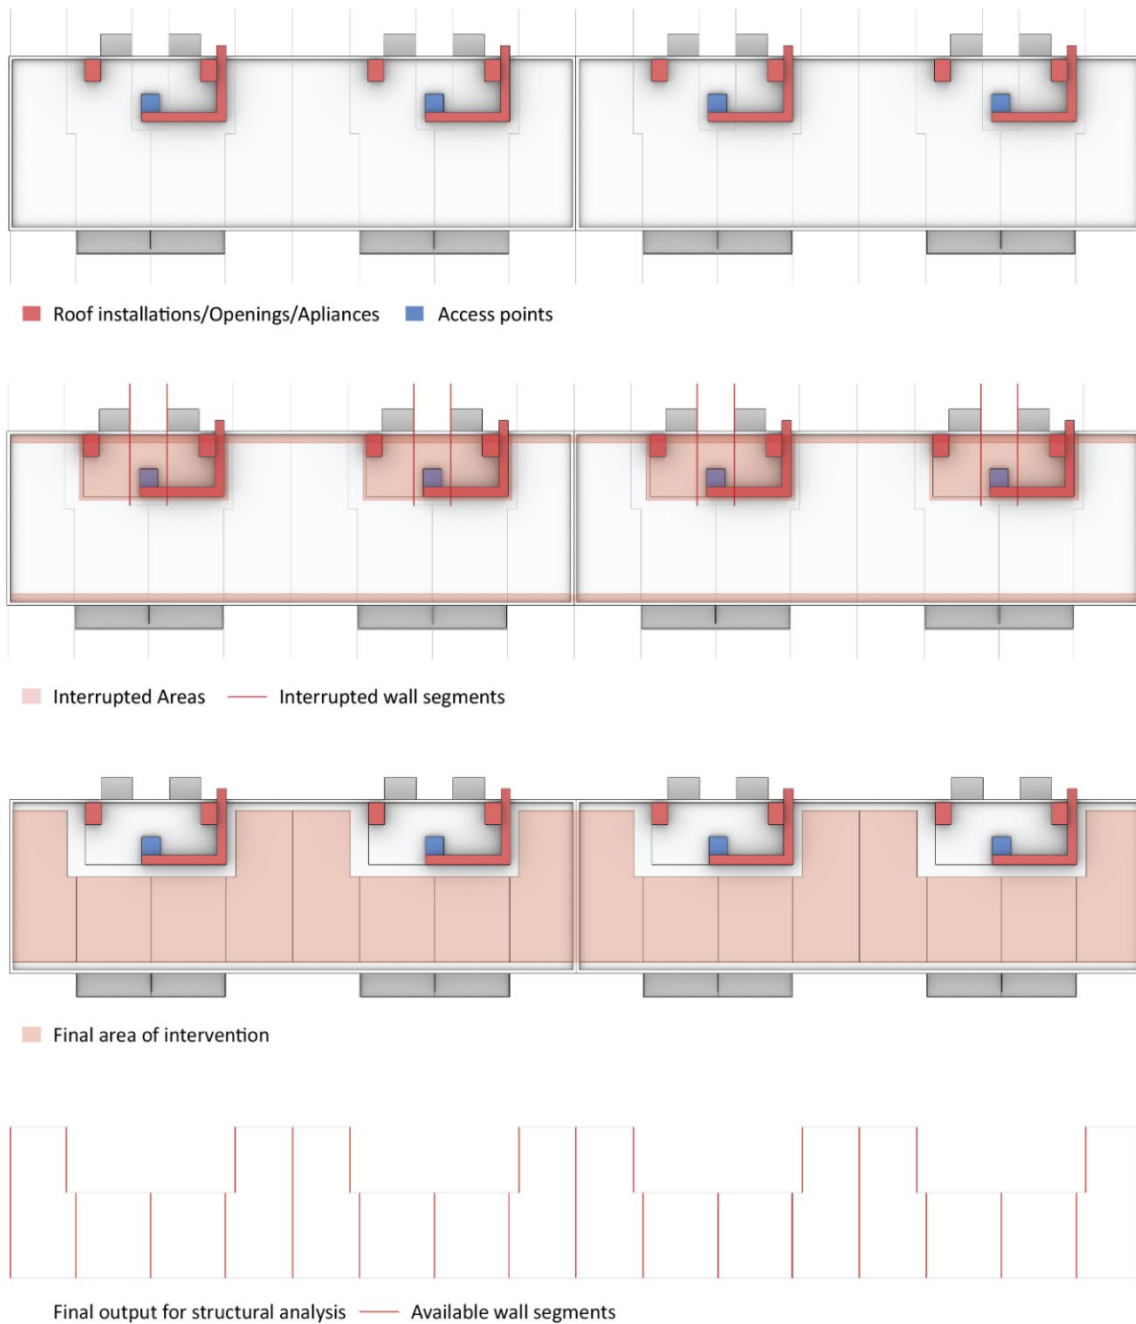 Roof installations/Openings/Apliances Access points
Interrupted Areas Interrupted wall segments
Final area of intervention
Final output for structural analysis Available wall segments